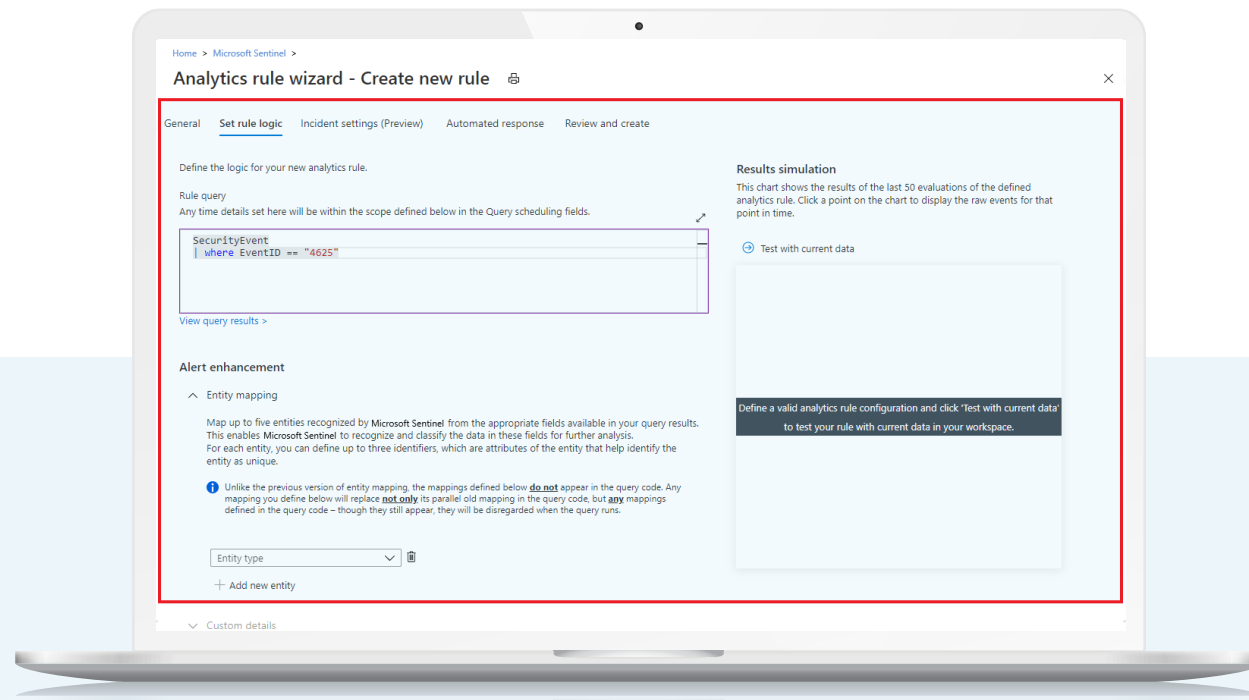 Home > Microsoft Sentinel >
Analytics rule wizard - Create new rule
General Set rule logic Incident settings (Preview) Automated response Review and create
Define the logic for your new analytics rule.
Rule query
Any time details set here will be within the scope defined below in the Query scheduling fields.
SecurityEvent
| where EventID == "4625"
View query results >
Alert enhancement
Entity mapping
Map up to five entities recognized by Microsoft Sentinel from the appropriate fields available in your query results.
This enables Microsoft Sentinel to recognize and classify the data in these fields for further analysis.
For each entity, you can define up to three identifiers, which are attributes of the entity that help identify the
entity as unique.
Unlike the previous version of entity mapping, the mappings defined below do not appear in the query code. Any
mapping you define below will replace not only its parallel old mapping in the query code, but any mappings
defined in the query code – though they still appear, they will be disregarded when the query runs.
Entity type
Add new entity
Custom details
Results simulation
This chart shows the results of the last 50 evaluations of the defined
analytics rule. Click a point on the chart to display the raw events for that
point in time.
Test with current data
Define a valid analytics rule configuration and click 'Test with current data'
to test your rule with current data in your workspace.